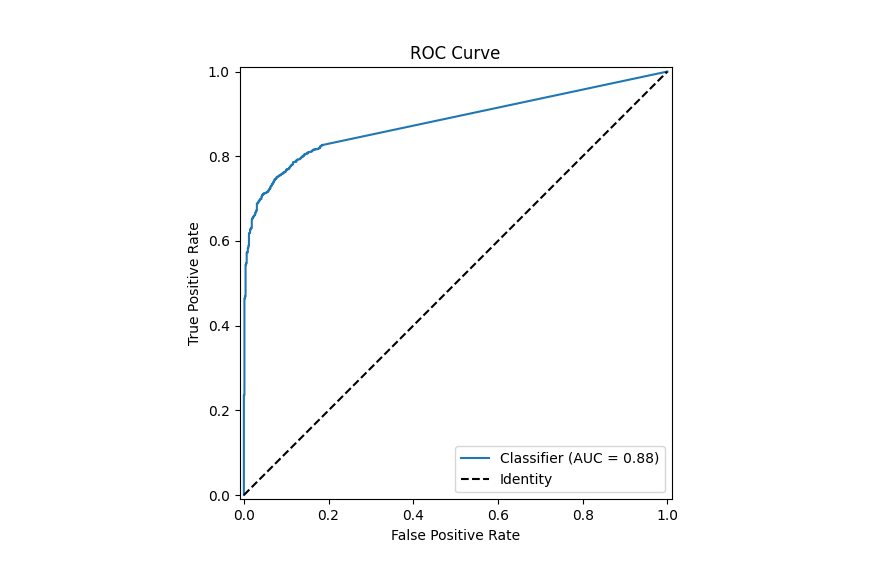 ROC Curve
True Positive Rate
1.0
0.8
0.6
0.4
0.2
0.0
Classifier (AUC = 0.88)
Identity
0.0 0.2 0.4 0.6 0.8 1.0
False Positive Rate